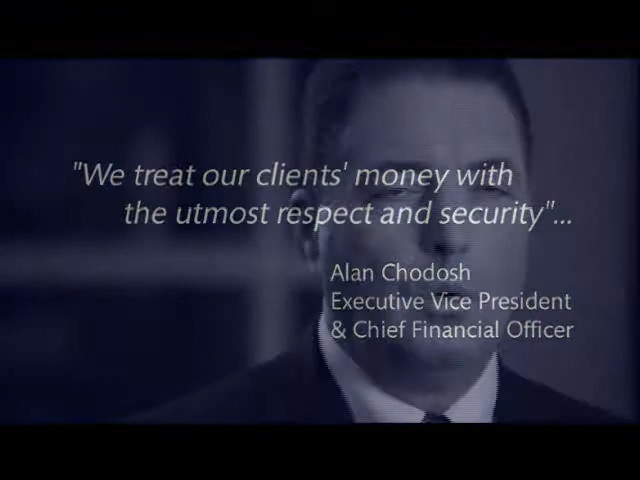 "We treat our clients' money with
the utmost respect and security"...
Alan Chodosh
Executive Vice President
& Chief Financial Officer